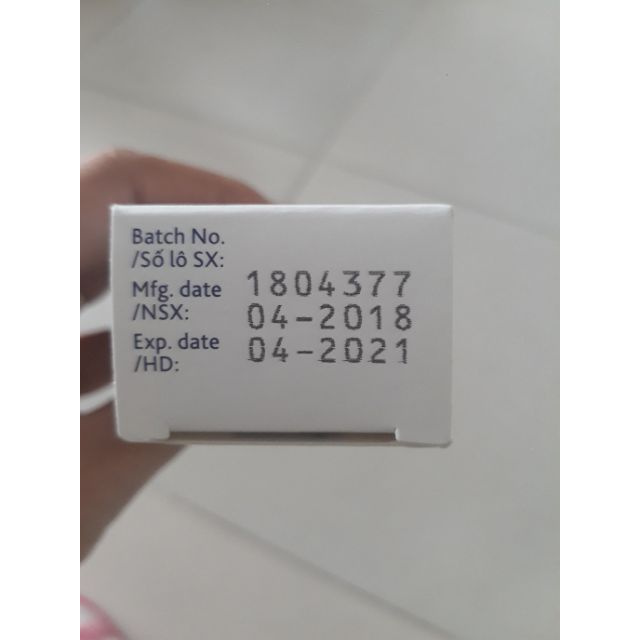 Batch No.
/Số lô SX:
1804377
Mfg. date
/NSX:
04-2018
Exp. date
/HD:
04-2021